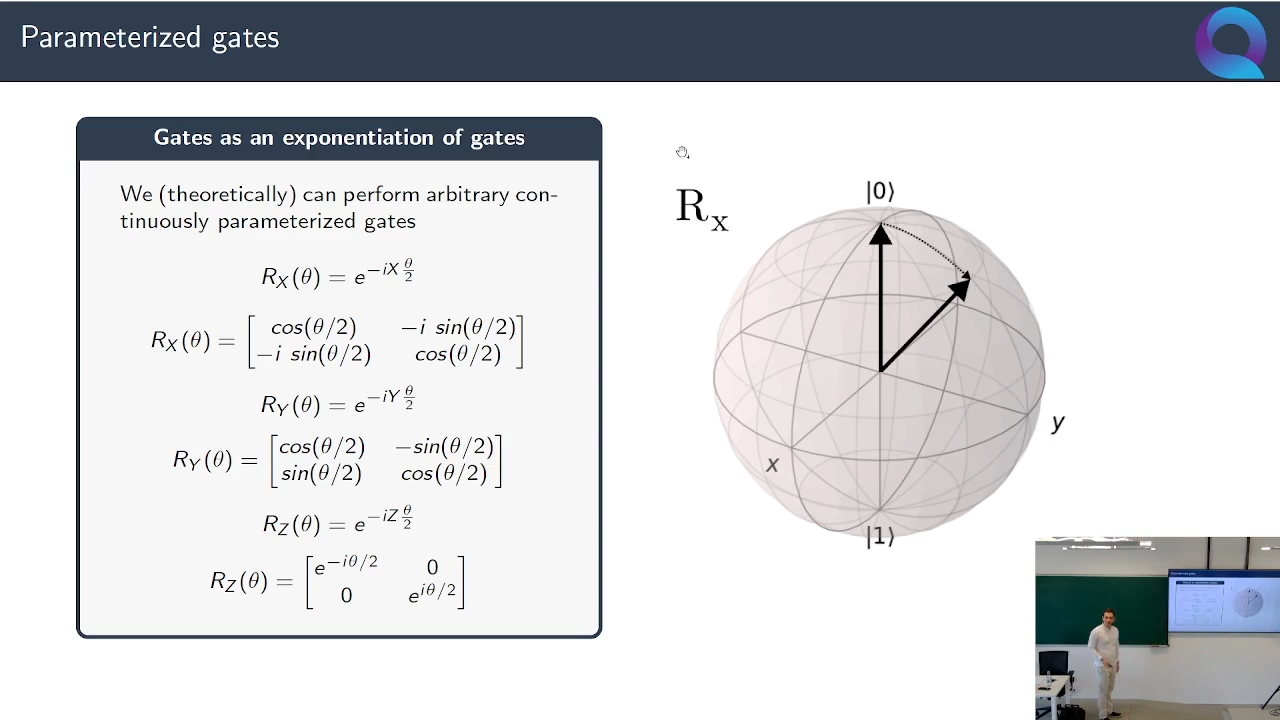 Parameterized gates
Gates as an exponentiation of gates
We (theoretically) can perform arbitrary con-
tinuously parameterized gates
R_X(θ) = e^{−iX θ/2}
R_X(θ) = [cos(θ/2) −i sin(θ/2)
−i sin(θ/2) cos(θ/2)]
R_Y(θ) = e^{−iY θ/2}
R_Y(θ) = [cos(θ/2) −sin(θ/2)
sin(θ/2) cos(θ/2)]
R_Z(θ) = e^{−iZ θ/2}
R_Z(θ) = [e^{−iθ/2} 0
0 e^{iθ/2}]
R_x
|0⟩
y
x
|1⟩